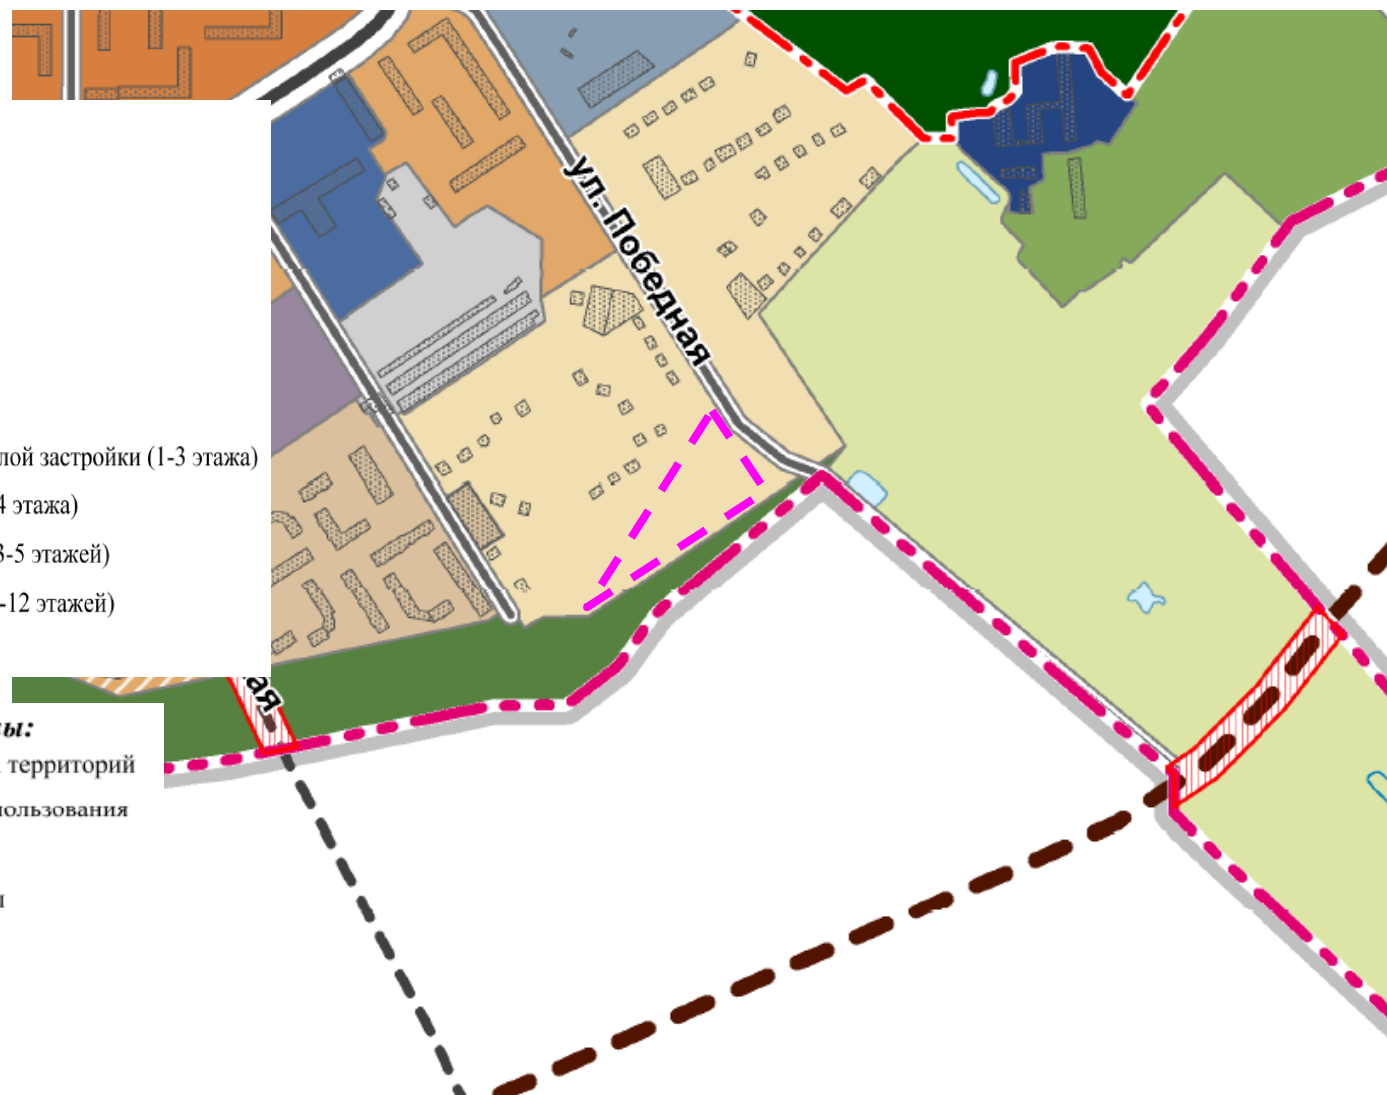 ул. Победная
лой застройки (1-3 этажа)
4 этажа)
3-5 этажей)
-12 этажей)
ая
ы:
территорий
пользования